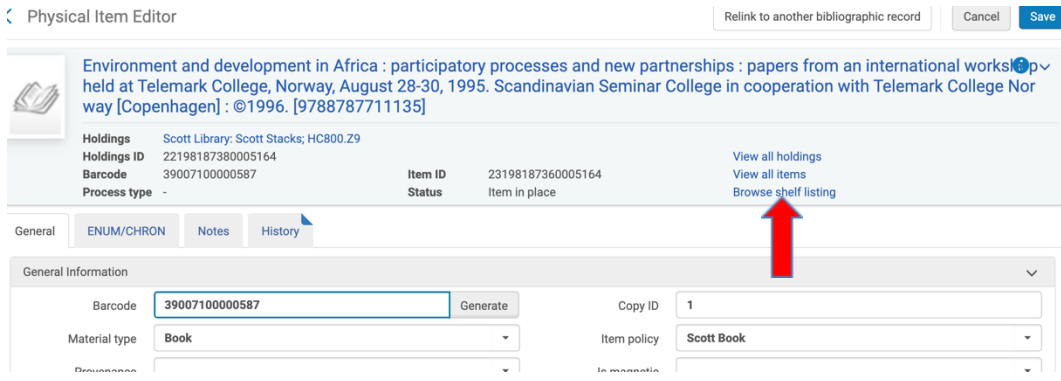 Physical Item Editor
Relink to another bibliographic record
Cancel
Save
Environment and development in Africa : participatory processes and new partnerships : papers from an international workshop
held at Telemark College, Norway, August 28-30, 1995. Scandinavian Seminar College in cooperation with Telemark College Nor
way [Copenhagen] : ©1996. [9788787711135]
Holdings Scott Library: Scott Stacks; HC800.Z9
Holdings ID 22198187380005164 View all holdings
Barcode 39007100000587 Item ID 23198187360005164 View all items
Process type - Status Item in place Browse shelf listing
General ENUM/CHRON Notes History
General Information
Barcode 39007100000587 Generate Copy ID 1
Material type Book Item policy Scott Book
Provenance Is magnetic